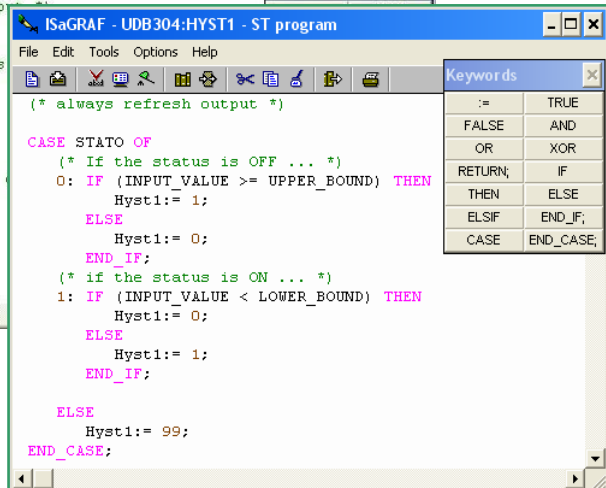 ISaGRAF - UDB304:HYST1 - ST program
File Edit Tools Options Help
(* always refresh output *)
CASE STATO OF
(* If the status is OFF ... *)
0: IF (INPUT_VALUE >= UPPER_BOUND) THEN
Hyst1:= 1;
ELSE
Hyst1:= 0;
END_IF;
(* if the status is ON ... *)
1: IF (INPUT_VALUE < LOWER_BOUND) THEN
Hyst1:= 0;
ELSE
Hyst1:= 1;
END_IF;
ELSE
Hyst1:= 99;
END_CASE;
Keywords
:= TRUE
FALSE AND
OR XOR
RETURN; IF
THEN ELSE
ELSIF END_IF;
CASE END_CASE;